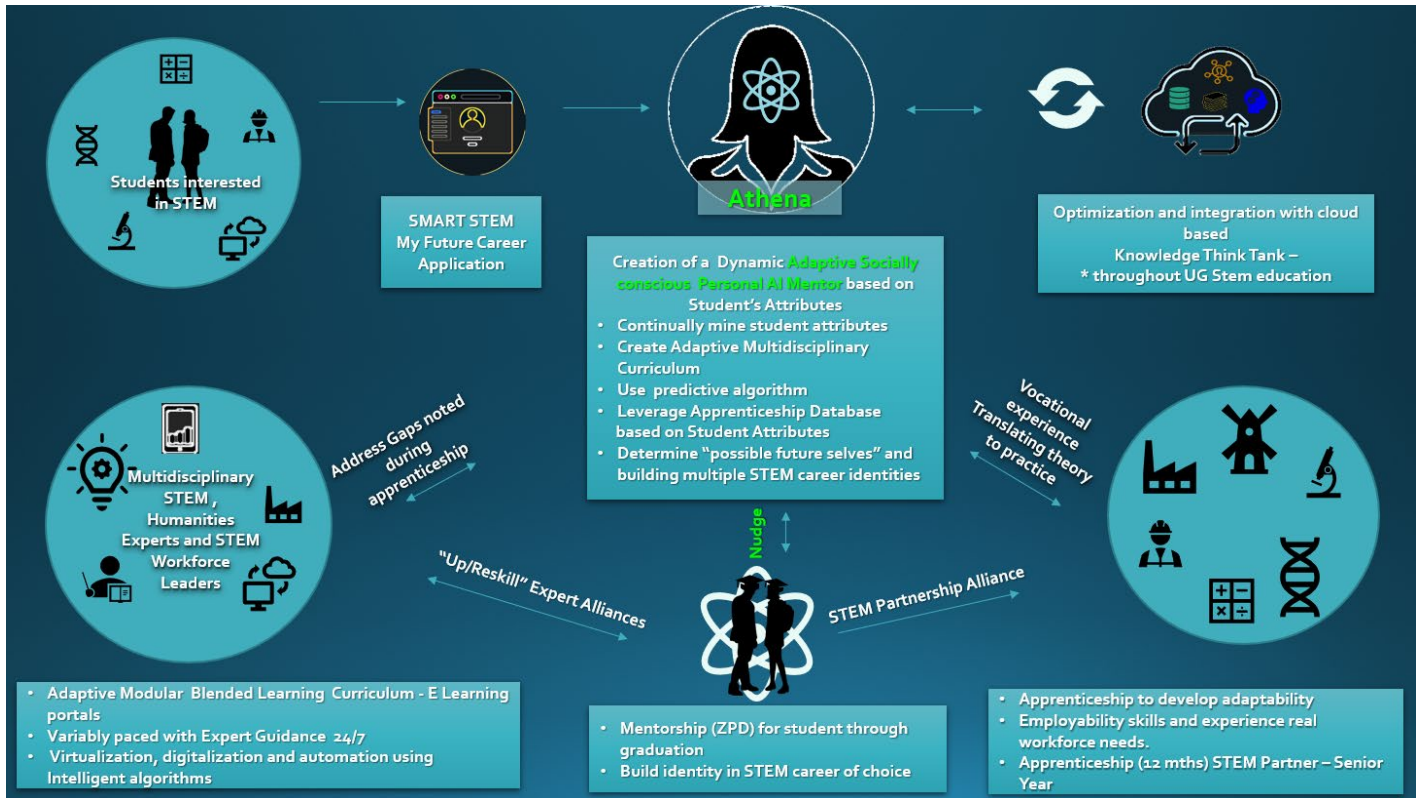 Students interested
in STEM
SMART STEM
My Future Career
Application
Athena
Optimization and integration with cloud
based
Knowledge Think Tank –
* throughout UG Stem education
Creation of a Dynamic Adaptive Socially
conscious Personal AI Mentor based on
Student's Attributes
• Continually mine student attributes
• Create Adaptive Multidisciplinary
Curriculum
• Use predictive algorithm
• Leverage Apprenticeship Database
based on Student Attributes
• Determine "possible future selves" and
building multiple STEM career identities
Multidisciplinary
STEM ,
Humanities
Experts and STEM
Workforce
Leaders
Address Gaps noted
during
apprenticeship
Vocational
experience
Translating theory
to practice
Nudge
"Up/Reskill" Expert Alliances
STEM Partnership Alliance
• Adaptive Modular Blended Learning Curriculum - E Learning
portals
• Variably paced with Expert Guidance 24/7
• Virtualization, digitalization and automation using
Intelligent algorithms
• Mentorship (ZPD) for student through
graduation
• Build identity in STEM career of choice
• Apprenticeship to develop adaptability
• Employability skills and experience real
workforce needs.
• Apprenticeship (12 mths) STEM Partner – Senior
Year